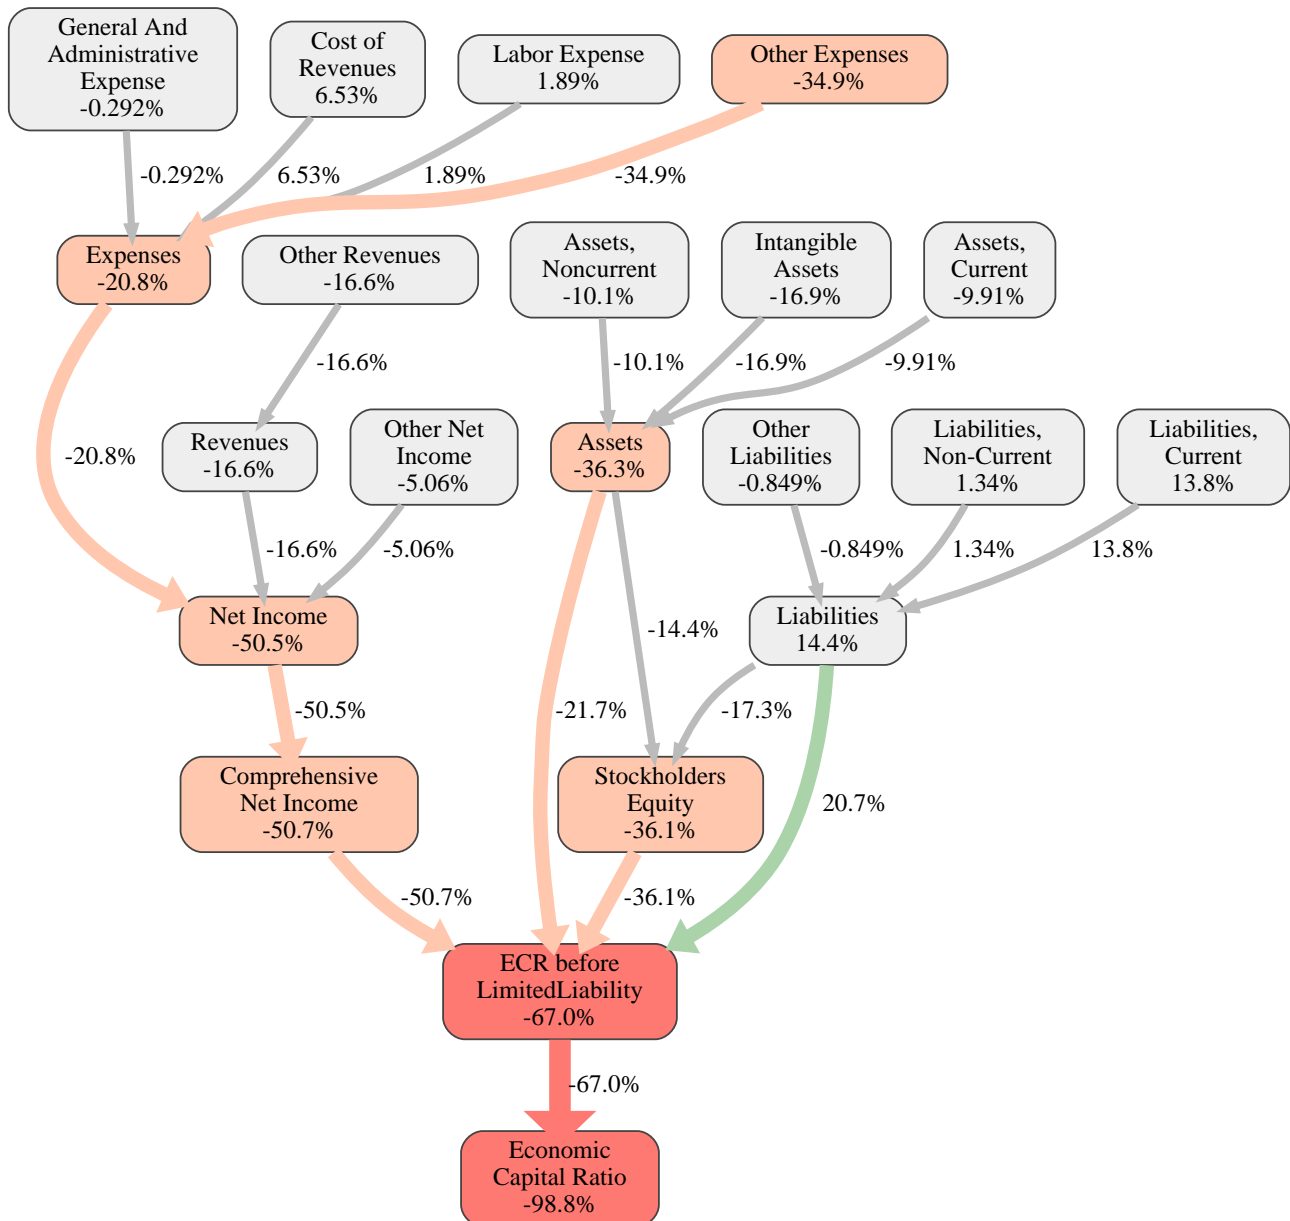 General And
Administrative
Expense
-0.292%
Cost of
Revenues
6.53%
Labor Expense
1.89%
Other Expenses
-34.9%
-0.292%
6.53%
1.89%
-34.9%
Expenses
-20.8%
Other Revenues
-16.6%
Assets,
Noncurrent
-10.1%
Intangible
Assets
-16.9%
Assets,
Current
-9.91%
-16.6%
-10.1%
-16.9%
-9.91%
-20.8%
Revenues
-16.6%
Other Net
Income
-5.06%
Assets
-36.3%
Other
Liabilities
-0.849%
Liabilities,
Non-Current
1.34%
Liabilities,
Current
13.8%
-16.6%
-5.06%
-0.849%
1.34%
13.8%
Net Income
-50.5%
-14.4%
Liabilities
14.4%
-50.5%
-21.7%
-17.3%
Comprehensive
Net Income
-50.7%
Stockholders
Equity
-36.1%
20.7%
-50.7%
-36.1%
ECR before
LimitedLiability
-67.0%
-67.0%
Economic
Capital Ratio
-98.8%